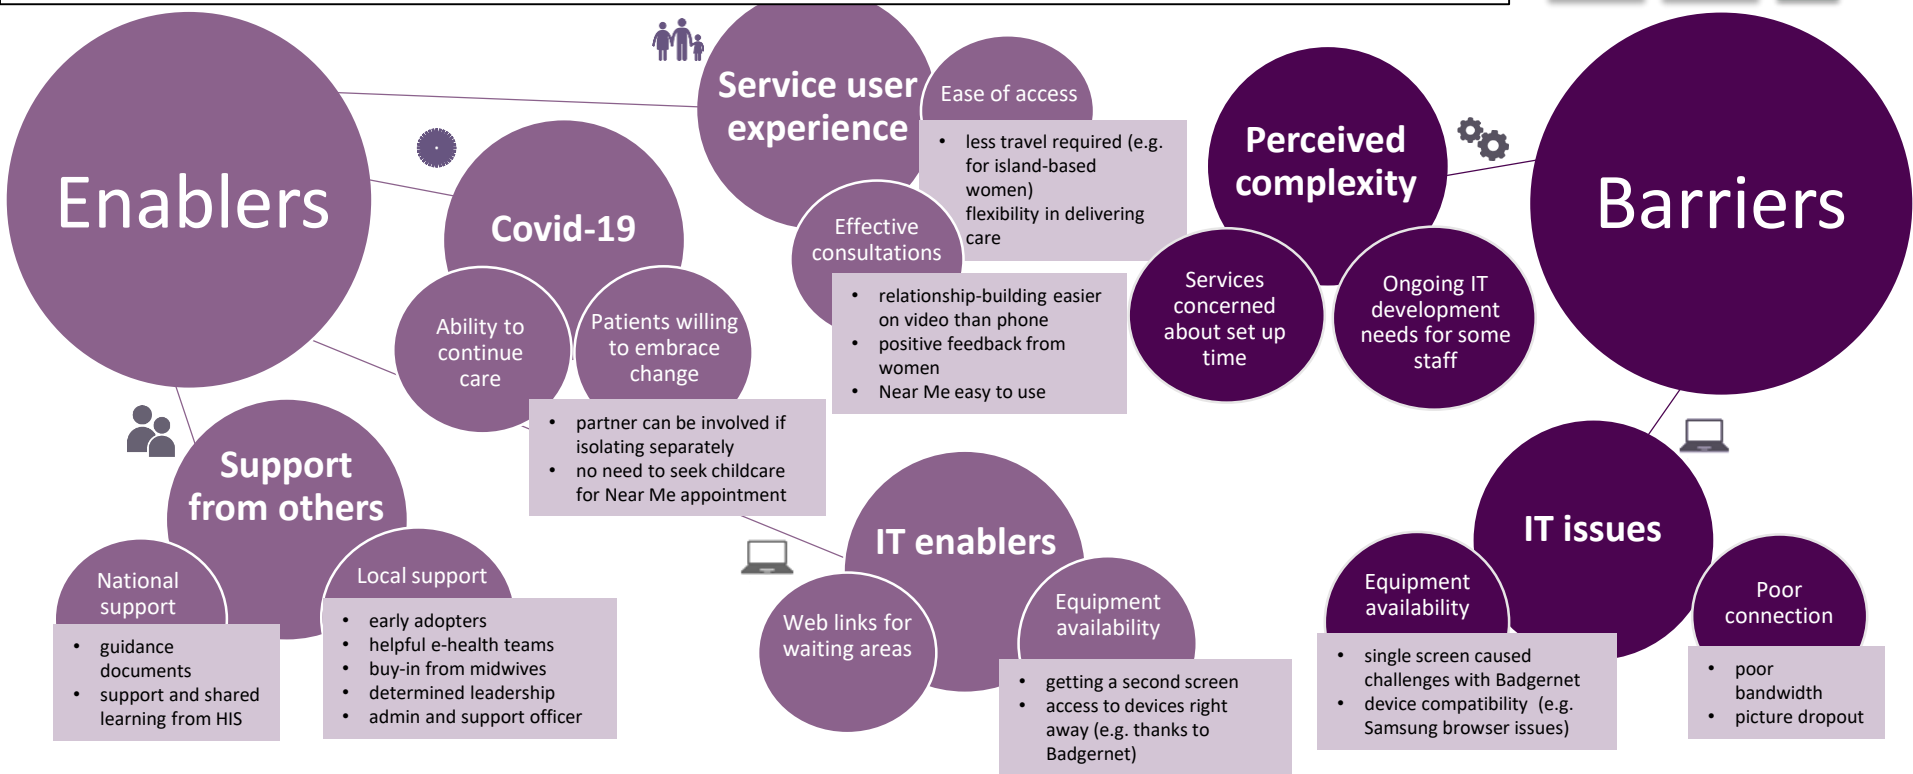 Enablers
Service user
experience
Ease of access
• less travel required (e.g.
for island-based
women)
flexibility in delivering
care
Effective
consultations
• relationship-building easier
on video than phone
• positive feedback from
women
• Near Me easy to use
Covid-19
Ability to
continue
care
Patients willing
to embrace
change
• partner can be involved if
isolating separately
• no need to seek childcare
for Near Me appointment
Support
from others
National
support
• guidance
documents
• support and shared
learning from HIS
Local support
• early adopters
• helpful e-health teams
• buy-in from midwives
• determined leadership
• admin and support officer
IT enablers
Web links for
waiting areas
Equipment
availability
• getting a second screen
• access to devices right
away (e.g. thanks to
Badgernet)
Barriers
Perceived
complexity
Services
concerned
about set up
time
Ongoing IT
development
needs for some
staff
IT issues
Equipment
availability
• single screen caused
challenges with Badgernet
• device compatibility (e.g.
Samsung browser issues)
Poor
connection
• poor
bandwidth
• picture dropout